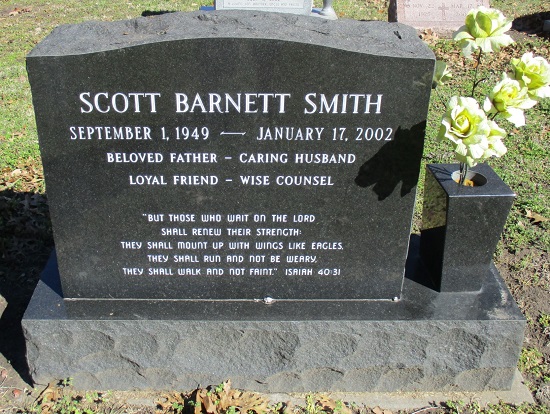 SCOTT BARNETT SMITH
SEPTEMBER 1, 1949 — JANUARY 17, 2002
BELOVED FATHER – CARING HUSBAND
LOYAL FRIEND – WISE COUNSEL
"BUT THOSE WHO WAIT ON THE LORD
SHALL RENEW THEIR STRENGTH:
THEY SHALL MOUNT UP WITH WINGS LIKE EAGLES,
THEY SHALL RUN AND NOT BE WEARY,
THEY SHALL WALK AND NOT FAINT." ISAIAH 40:31